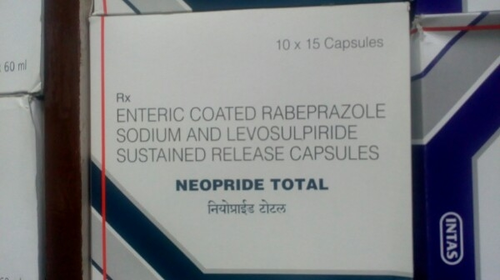 10 x 15 Capsules
Rx
ENTERIC COATED RABEPRAZOLE
SODIUM AND LEVOSULPIRIDE
SUSTAINED RELEASE CAPSULES
NEOPRIDE TOTAL
नियोप्राईड टोटल
INTAS
60 ml